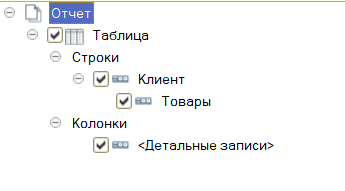 Отчет
Таблица
Строки
Клиент
Товары
Колонки
<Детальные записи>